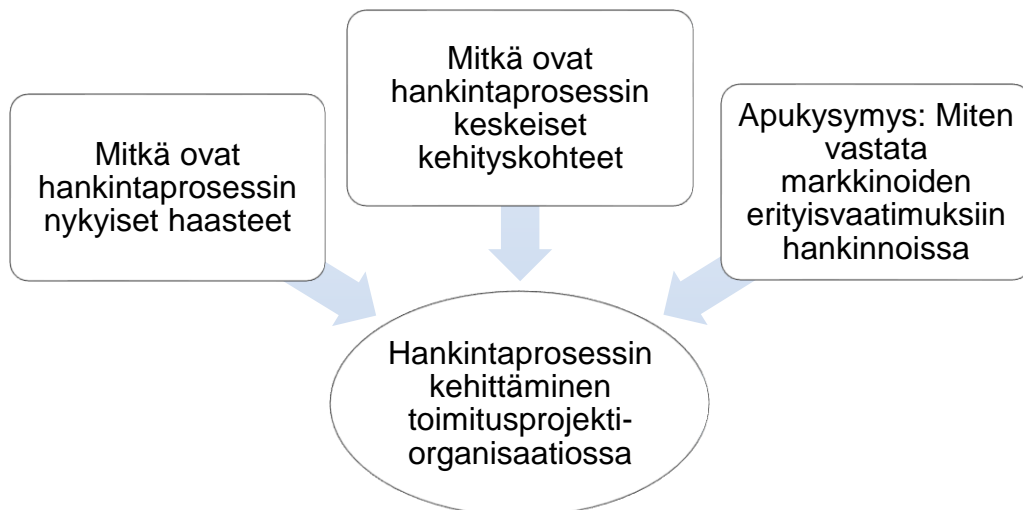 Mitkä ovat
hankintaprosessin
nykyiset haasteet
Mitkä ovat
hankintaprosessin
keskeiset
kehityskohteet
Apukysymys: Miten
vastata
markkinoiden
erityisvaatimuksiin
hankinnoissa
Hankintaprosessin
kehittäminen
toimitusprojekti-
organisaatiossa